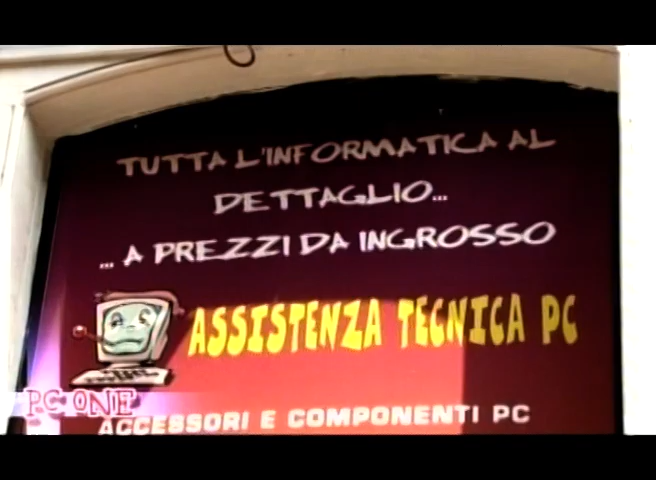 TUTTA L'INFORMATICA AL
DETTAGLIO...
... A PREZZI DA INGROSSO
ASSISTENZA TECNICA PC
PC ONE
ACCESSORI E COMPONENTI PC